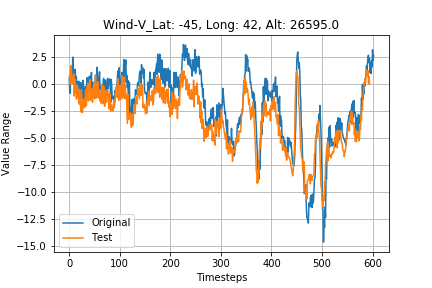 Wind-V_Lat: -45, Long: 42, Alt: 26595.0
Value Range
2.5
0.0
−2.5
−5.0
−7.5
−10.0
−12.5
−15.0
Original
Test
0 100 200 300 400 500 600
Timesteps